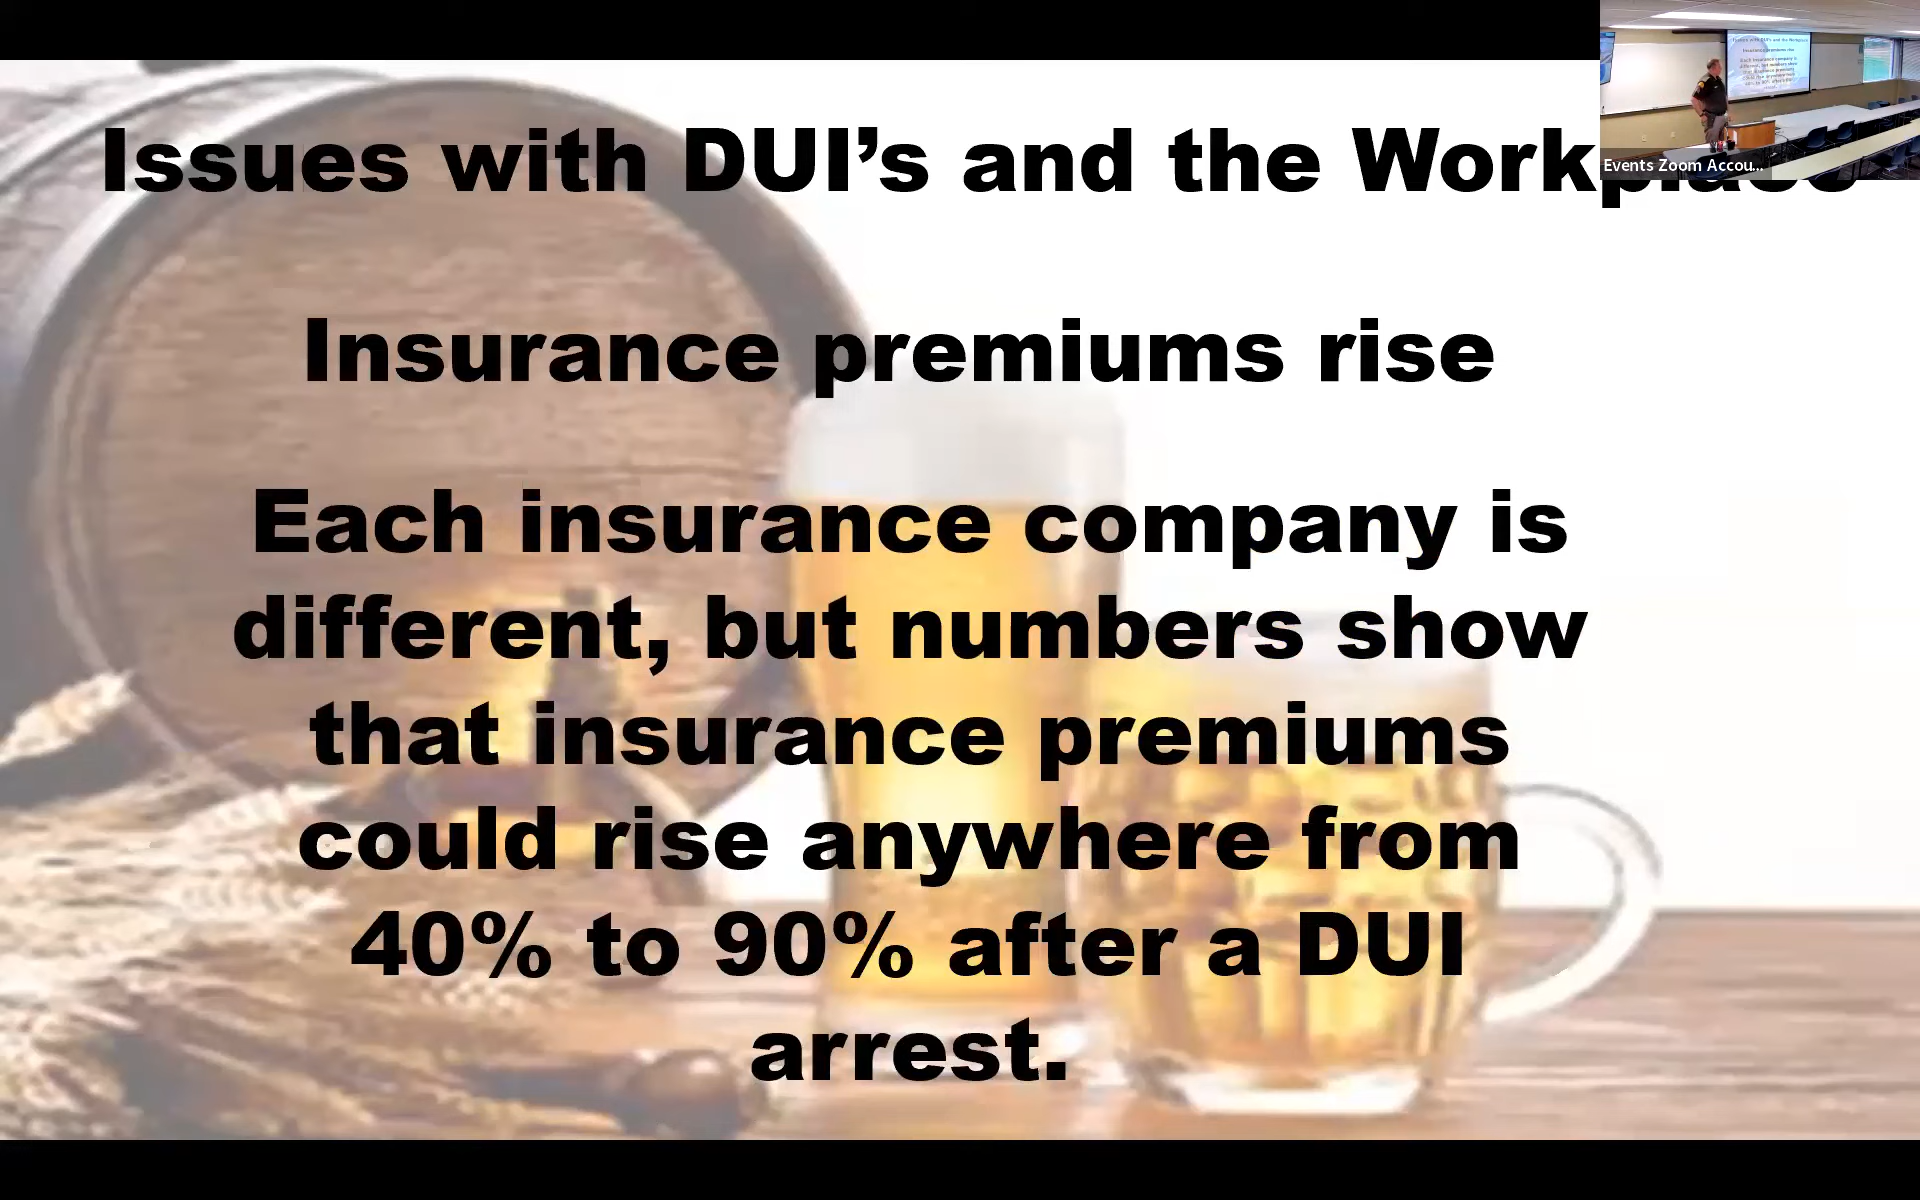 Issues with DUI’s and the Workplace
Insurance premiums rise
Each insurance company is
different, but numbers show
that insurance premiums
could rise anywhere from
40% to 90% after a DUI
arrest.
Events Zoom Accou...